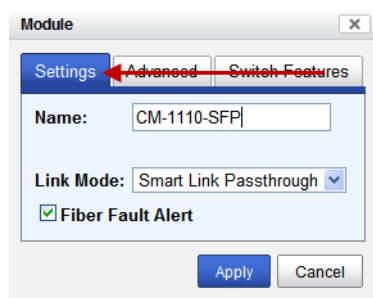 Module
Settings Advanced Switch Features
Name: CM-1110-SFP
Link Mode: Smart Link Passthrough
Fiber Fault Alert
Apply Cancel